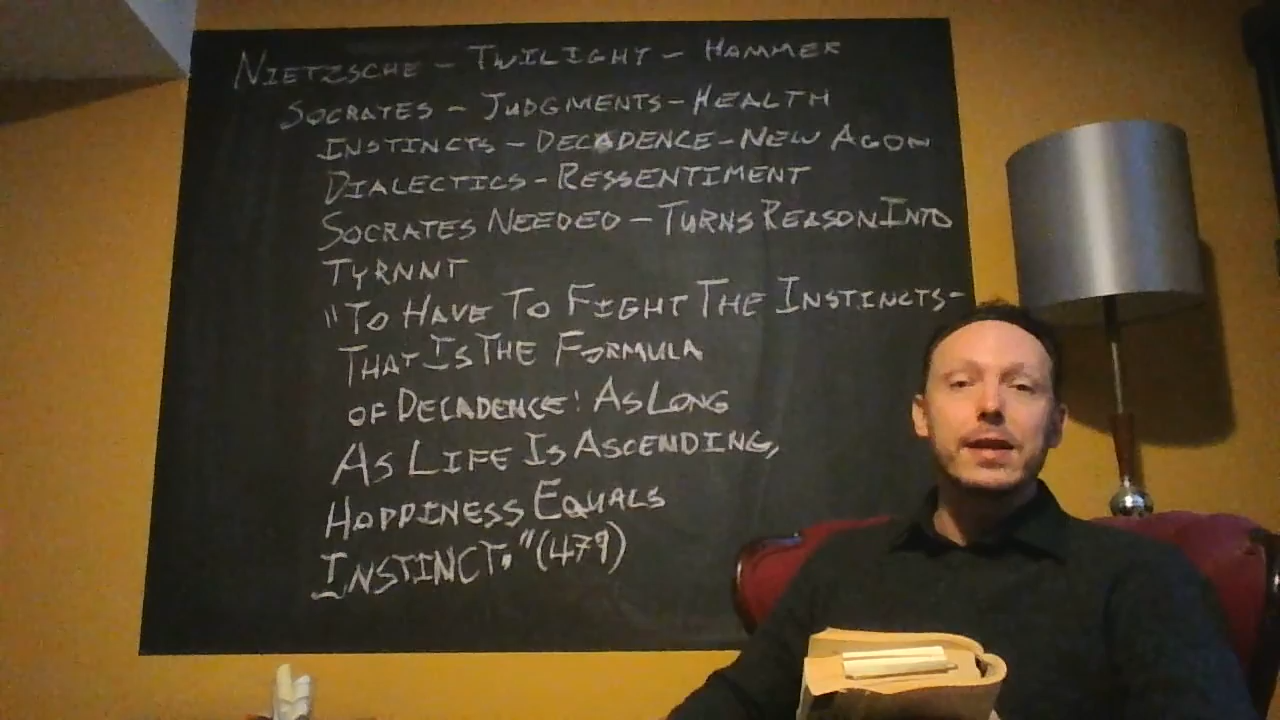 NIETZSCHE - TWILIGHT - HAMMER
SOCRATES - JUDGMENTS - HEALTH
INSTINCTS - DECADENCE - NEW AGON
DIALECTICS - RESSENTIMENT
SOCRATES NEEDED - TURNS REASON INTO
TYRNNT
"TO HAVE TO FIGHT THE INSTINCTS-
THAT IS THE FORMULA
OF DECADENCE: AS LONG
AS LIFE IS ASCENDING,
HAPPINESS EQUALS
INSTINCT." (479)